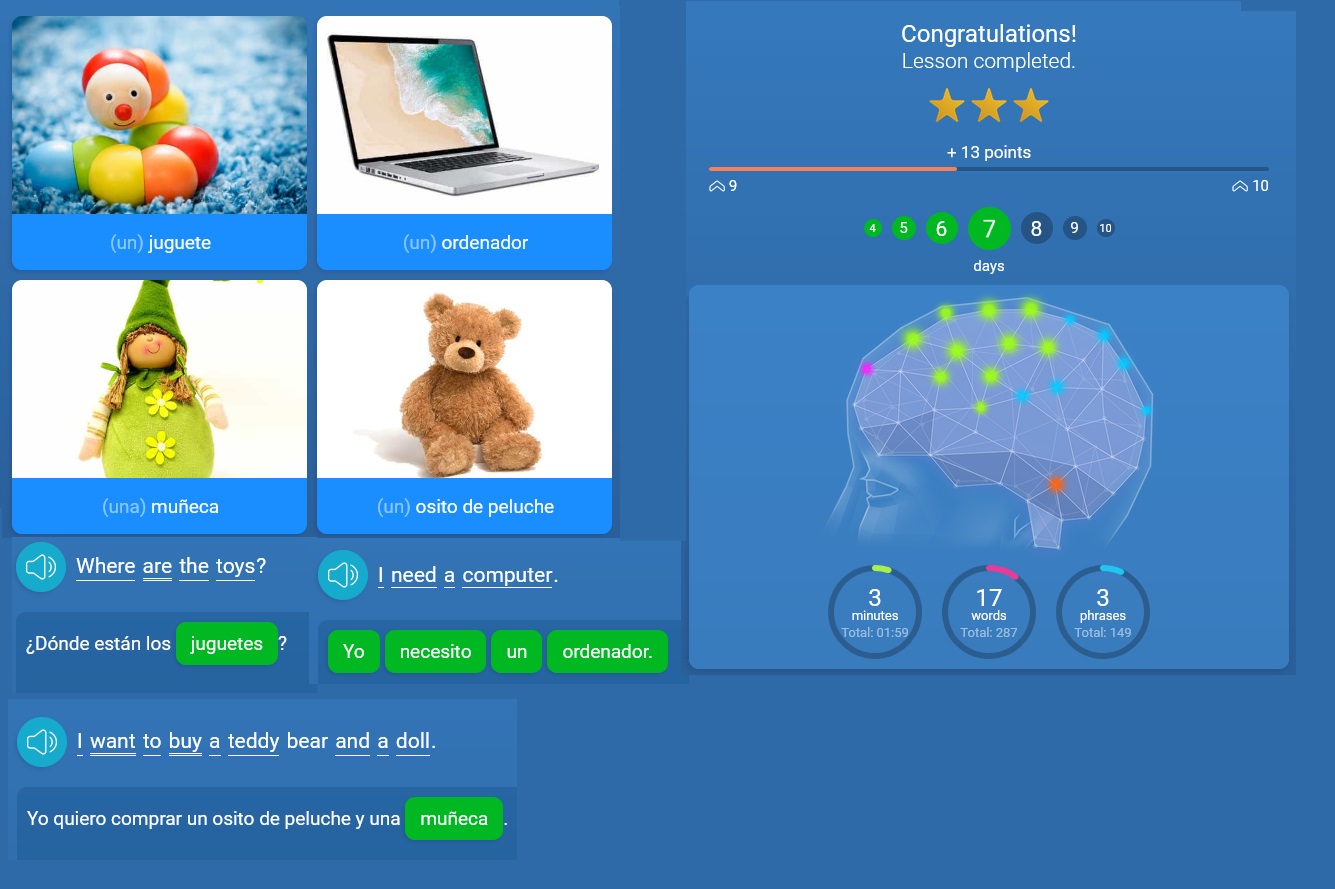 (un) juguete
(un) ordenador
(una) muñeca
(un) osito de peluche
Where are the toys?
¿Dónde están los juguetes ?
I need a computer.
Yo necesito un ordenador.
I want to buy a teddy bear and a doll.
Yo quiero comprar un osito de peluche y una muñeca .
Congratulations!
Lesson completed.
+ 13 points
9 10
4 5 6 7 8 9 10
days
3 minutes Total: 01:59
17 words Total: 287
3 phrases Total: 149